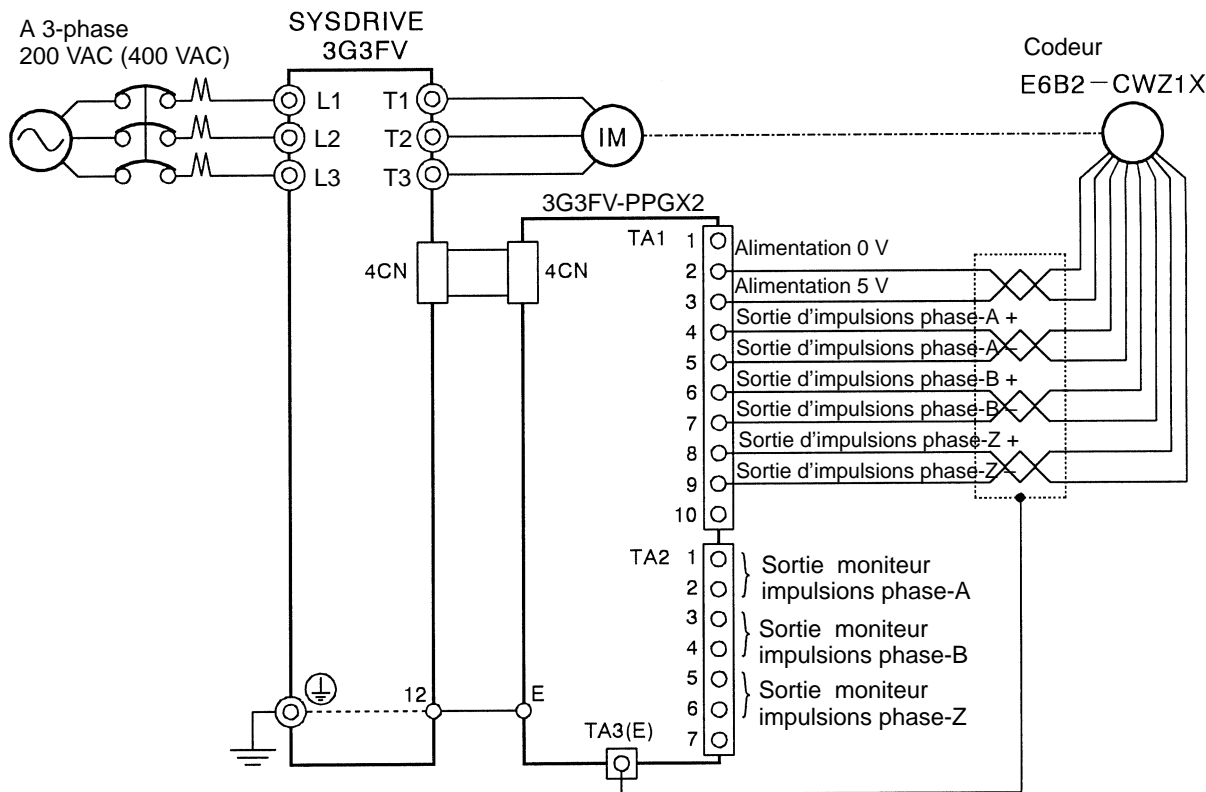 A 3-phase
200 VAC (400 VAC)
SYSDRIVE
3G3FV
Codeur
E6B2-CWZ1X
L1
T1
L2
T2
IM
L3
T3
3G3FV-PPGX2
4CN
4CN
TA1
1
Alimentation 0 V
2
Alimentation 5 V
3
Sortie d'impulsions phase-A +
4
Sortie d'impulsions phase-A –
5
Sortie d'impulsions phase-B +
6
Sortie d'impulsions phase-B –
7
Sortie d'impulsions phase-Z +
8
Sortie d'impulsions phase-Z –
9
10
TA2
1
2
Sortie moniteur
impulsions phase-A
3
4
Sortie moniteur
impulsions phase-B
5
6
Sortie moniteur
impulsions phase-Z
7
12
E
TA3(E)